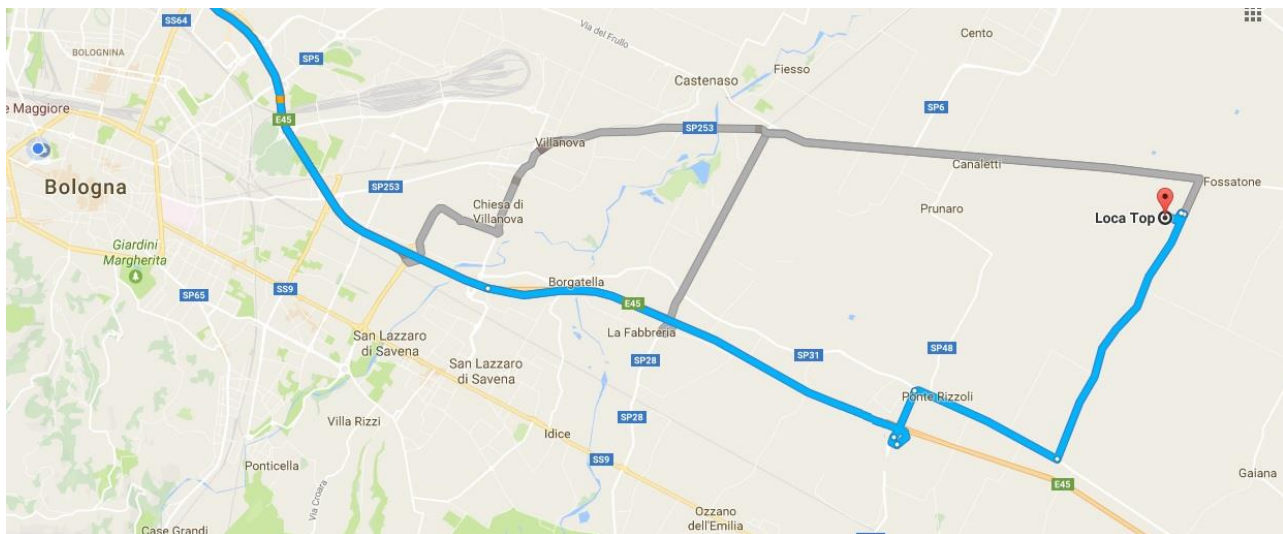 SS64
Via del Frullo
Cento
BOLOGNINA
SP5
Fiesso
Castenaso
e Maggiore
SP6
E45
SP253
Villanova
Canaletti
Bologna
SP253
Fossatone
Chiesa di
Villanova
Prunaro
Loca Top
Giardini
Margherita
SP65
SS9
Borgatella
E45
La Fabbreria
San Lazzaro
di Savena
SP31
SP48
San Lazzaro
di Savena
SP28
Ponte Rizzoli
SP28
Villa Rizzi
Idice
Ponticella
SS9
Via Croara
E45
Gaiana
Ozzano
dell'Emilia
Case Grandi